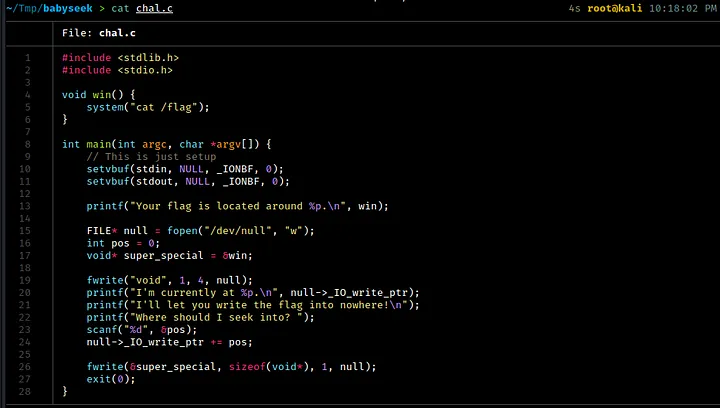 ~/Tmp/babyseek > cat chal.c 4s root@kali 10:18:02 PM
File: chal.c
1 #include <stdlib.h>
2 #include <stdio.h>
3
4 void win() {
5 system("cat /flag");
6 }
7
8 int main(int argc, char *argv[]) {
9 // This is just setup
10 setvbuf(stdin, NULL, _IONBF, 0);
11 setvbuf(stdout, NULL, _IONBF, 0);
12
13 printf("Your flag is located around %p.\n", win);
14
15 FILE* null = fopen("/dev/null", "w");
16 int pos = 0;
17 void* super_special = &win;
18
19 fwrite("void", 1, 4, null);
20 printf("I'm currently at %p.\n", null->_IO_write_ptr);
21 printf("I'll let you write the flag into nowhere!\n");
22 printf("Where should I seek into? ");
23 scanf("%d", &pos);
24 null->_IO_write_ptr += pos;
25
26 fwrite(&super_special, sizeof(void*), 1, null);
27 exit(0);
28 }